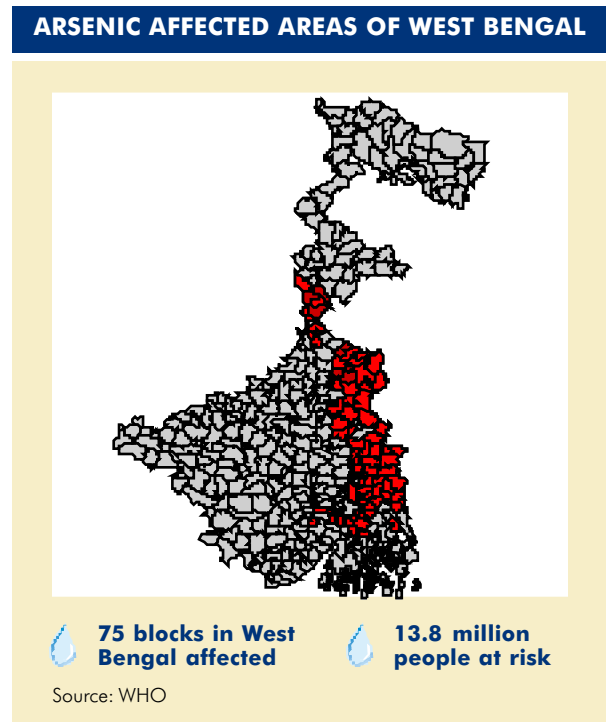 ARSENIC AFFECTED AREAS OF WEST BENGAL
75 blocks in West
Bengal affected
13.8 million
people at risk
Source: WHO